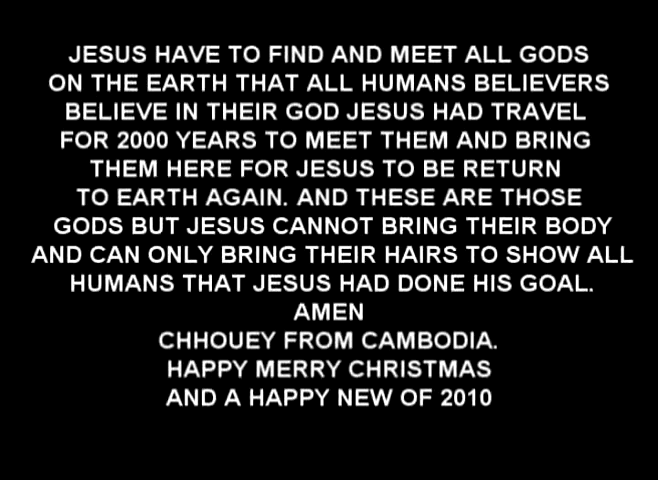 JESUS HAVE TO FIND AND MEET ALL GODS
ON THE EARTH THAT ALL HUMANS BELIEVERS
BELIEVE IN THEIR GOD JESUS HAD TRAVEL
FOR 2000 YEARS TO MEET THEM AND BRING
THEM HERE FOR JESUS TO BE RETURN
TO EARTH AGAIN. AND THESE ARE THOSE
GODS BUT JESUS CANNOT BRING THEIR BODY
AND CAN ONLY BRING THEIR HAIRS TO SHOW ALL
HUMANS THAT JESUS HAD DONE HIS GOAL.
AMEN
CHHOUEY FROM CAMBODIA.
HAPPY MERRY CHRISTMAS
AND A HAPPY NEW OF 2010